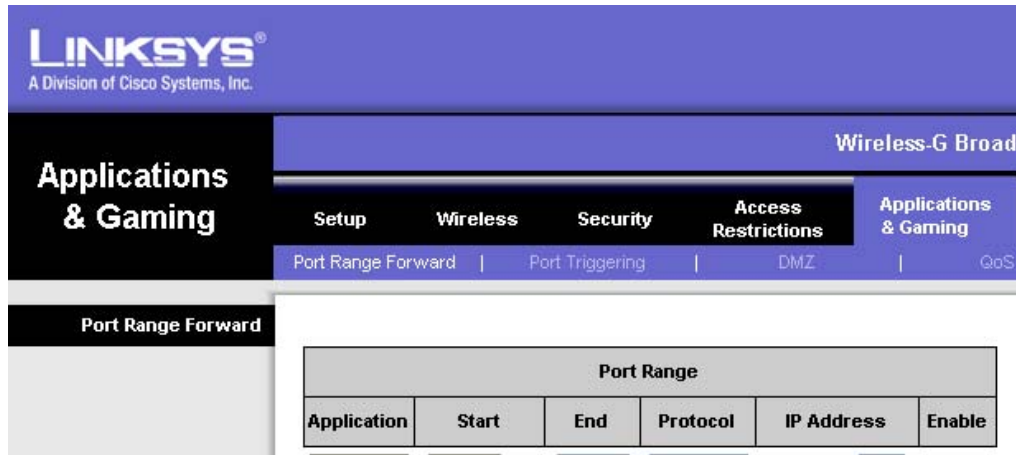 LINKSYS®
A Division of Cisco Systems, Inc.
Wireless-G Broad
Applications
& Gaming
Setup Wireless Security Access Restrictions Applications & Gaming
Port Range Forward | Port Triggering | DMZ | QoS
Port Range Forward
Port Range
Application Start End Protocol IP Address Enable